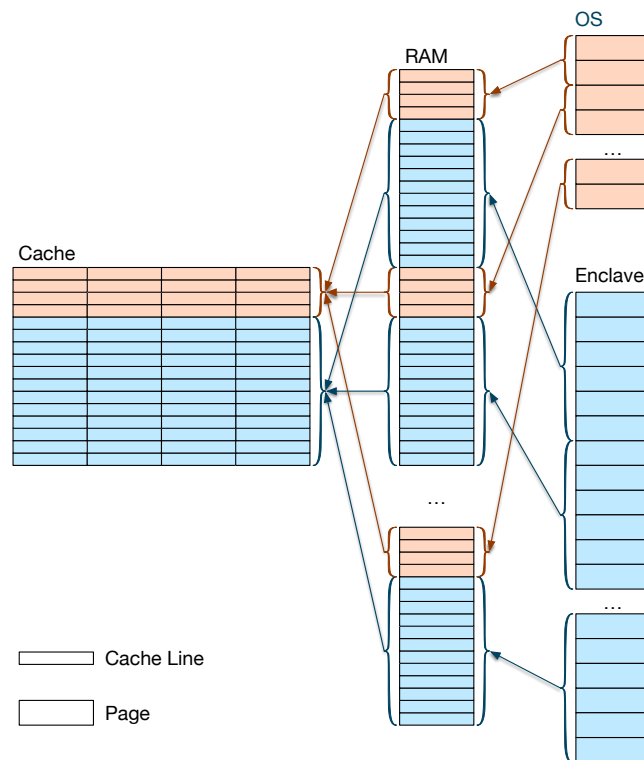 OS
RAM
...
Cache
Enclave
...
...
Cache Line
Page